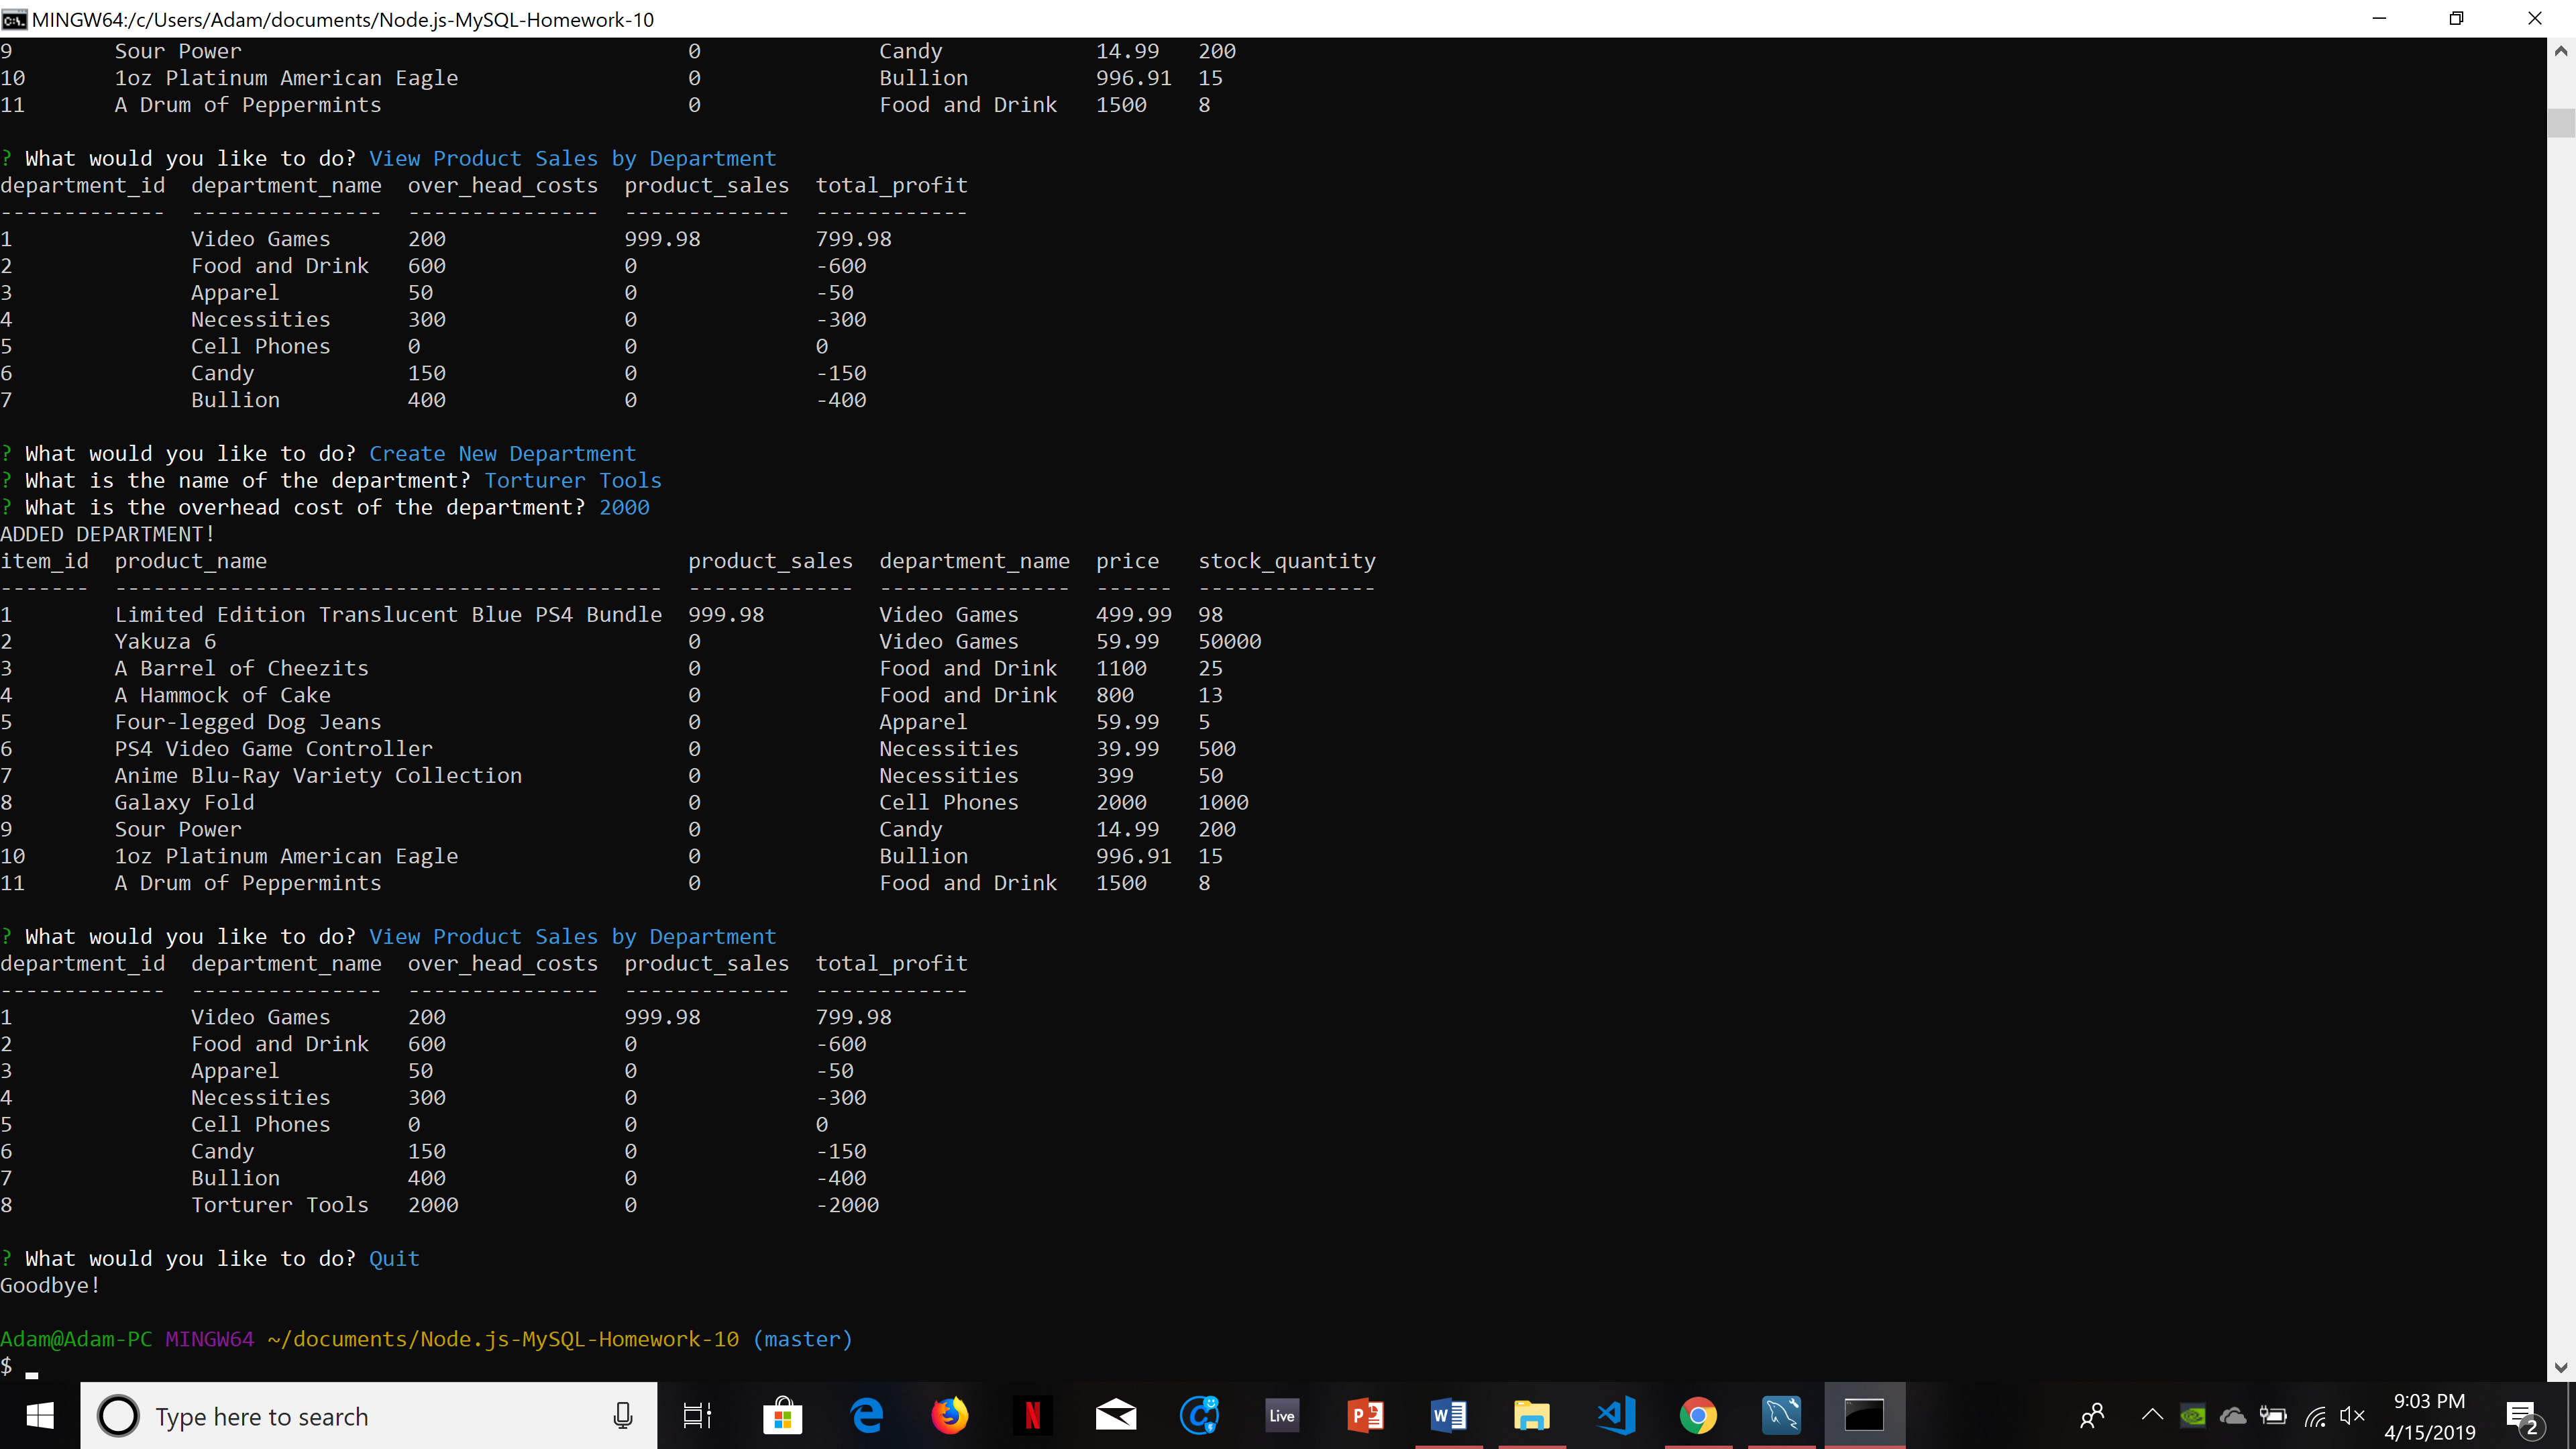 MINGW64:/c/Users/Adam/documents/Node.js-MySQL-Homework-10
9 Sour Power 0 Candy 14.99 200
10 1oz Platinum American Eagle 0 Bullion 996.91 15
11 A Drum of Peppermints 0 Food and Drink 1500 8
? What would you like to do? View Product Sales by Department
department_id department_name over_head_costs product_sales total_profit
------------- --------------- --------------- ------------- ------------
1 Video Games 200 999.98 799.98
2 Food and Drink 600 0 -600
3 Apparel 50 0 -50
4 Necessities 300 0 -300
5 Cell Phones 0 0 0
6 Candy 150 0 -150
7 Bullion 400 0 -400
? What would you like to do? Create New Department
? What is the name of the department? Torturer Tools
? What is the overhead cost of the department? 2000
ADDED DEPARTMENT!
item_id product_name product_sales department_name price stock_quantity
------- ------------------------------------------- ------------- --------------- ------ --------------
1 Limited Edition Translucent Blue PS4 Bundle 999.98 Video Games 499.99 98
2 Yakuza 6 0 Video Games 59.99 50000
3 A Barrel of Cheezits 0 Food and Drink 1100 25
4 A Hammock of Cake 0 Food and Drink 800 13
5 Four-legged Dog Jeans 0 Apparel 59.99 5
6 PS4 Video Game Controller 0 Necessities 39.99 500
7 Anime Blu-Ray Variety Collection 0 Necessities 399 50
8 Galaxy Fold 0 Cell Phones 2000 1000
9 Sour Power 0 Candy 14.99 200
10 1oz Platinum American Eagle 0 Bullion 996.91 15
11 A Drum of Peppermints 0 Food and Drink 1500 8
? What would you like to do? View Product Sales by Department
department_id department_name over_head_costs product_sales total_profit
------------- --------------- --------------- ------------- ------------
1 Video Games 200 999.98 799.98
2 Food and Drink 600 0 -600
3 Apparel 50 0 -50
4 Necessities 300 0 -300
5 Cell Phones 0 0 0
6 Candy 150 0 -150
7 Bullion 400 0 -400
8 Torturer Tools 2000 0 -2000
? What would you like to do? Quit
Goodbye!
Adam@Adam-PC MINGW64 ~/documents/Node.js-MySQL-Homework-10 (master)
$
Type here to search
Live
9:03 PM
4/15/2019
2